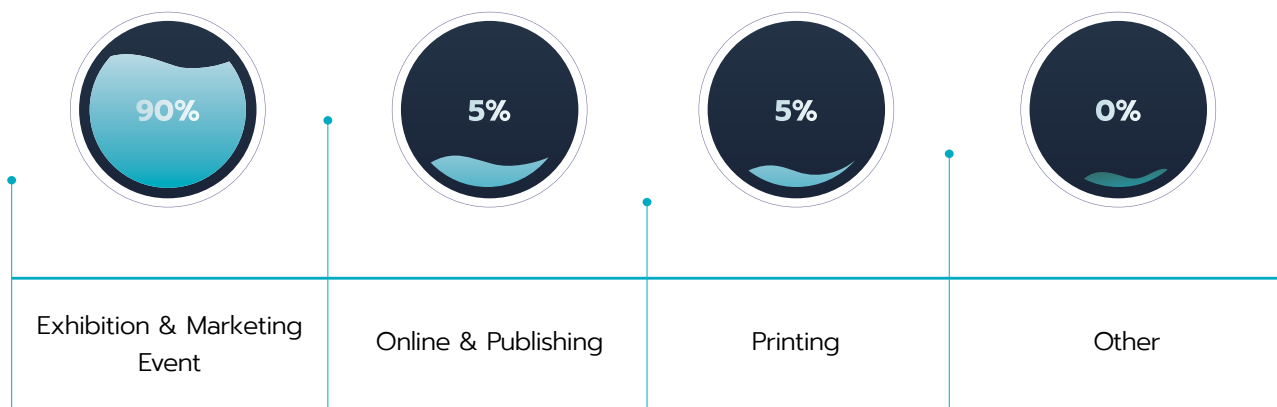 90%
5%
5%
0%
Exhibition & Marketing
Event
Online & Publishing
Printing
Other